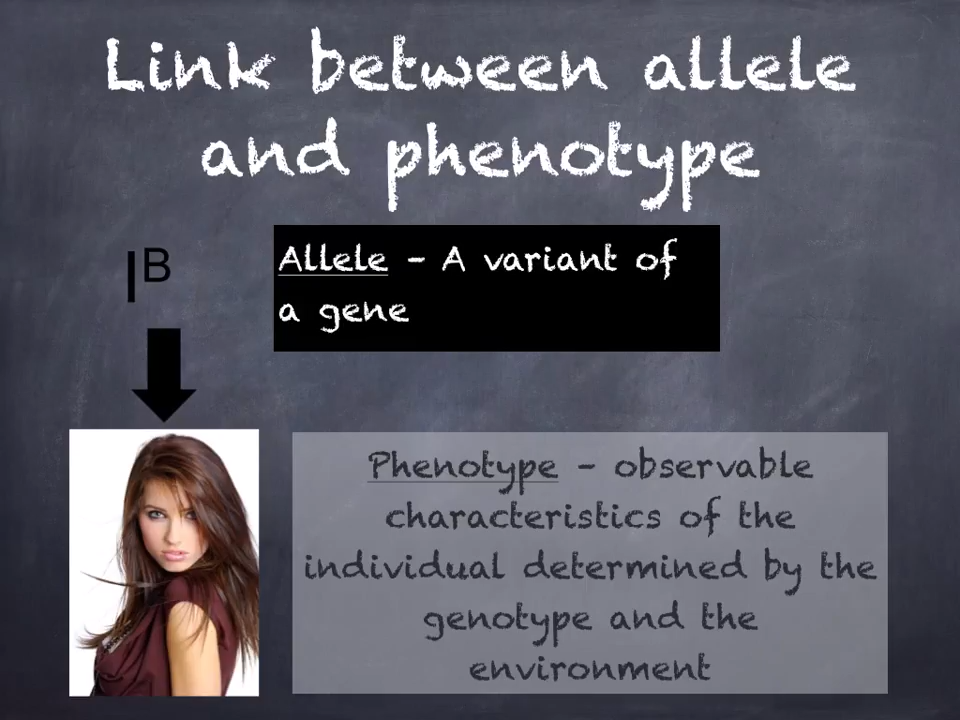 Link between allele
and phenotype
I^B
Allele - A variant of
a gene
Phenotype - observable
characteristics of the
individual determined by the
genotype and the
environment